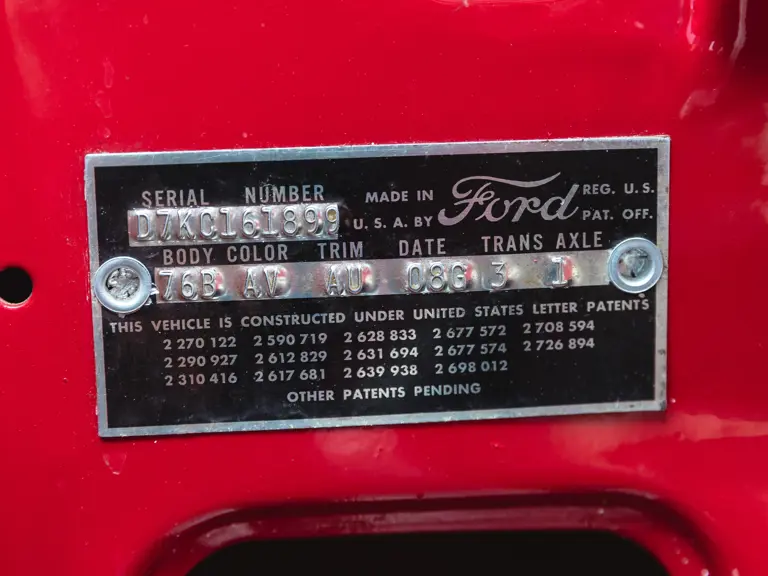 SERIAL NUMBER MADE IN Ford REG. U.S.
D7KC161899 U. S. A. BY PAT. OFF.
BODY COLOR TRIM DATE TRANS AXLE
76B AV AU 08G 3 1
THIS VEHICLE IS CONSTRUCTED UNDER UNITED STATES LETTER PATENTS
2 270 122 2 590 719 2 628 833 2 677 572 2 708 594
2 290 927 2 612 829 2 631 694 2 677 574 2 726 894
2 310 416 2 617 681 2 639 938 2 698 012
OTHER PATENTS PENDING